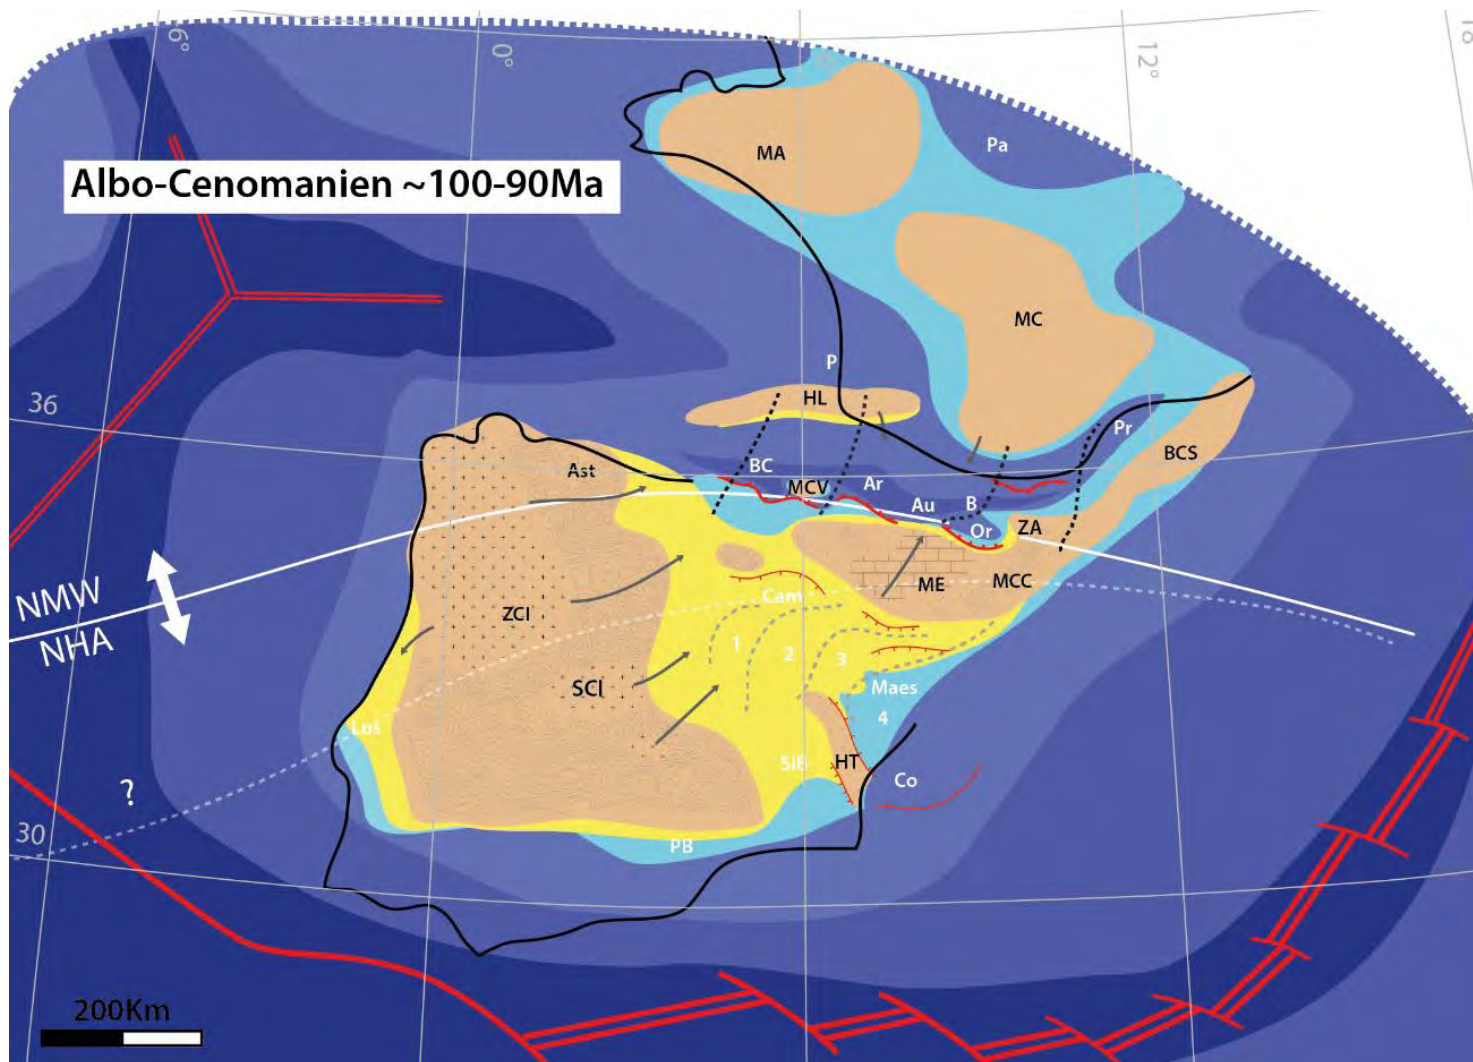 6°
0°
12°
18
Albo-Cenomanien ~100-90Ma
MA
Pa
MC
P
36
HL
Pr
BCS
Ast
BC
MCV
Ar
Au
B
Or
ZA
NMW
NHA
ZCI
Cam
ME
MCC
1
2
3
SCI
Maes
4
Lus
SIB
HT
Co
?
30
PB
200Km